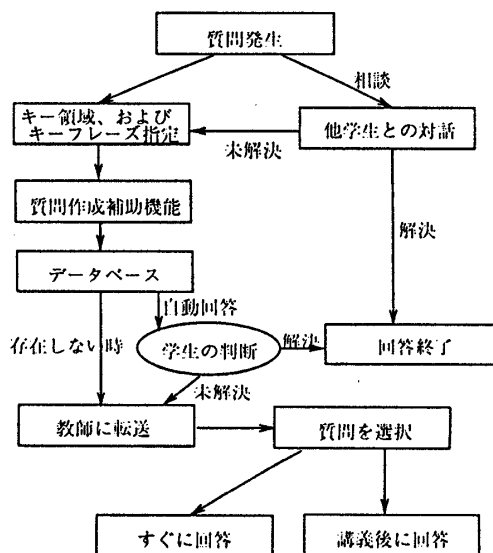 質問発生
相談
キー領域、および
キーフレーズ指定
他学生との対話
未解決
質問作成補助機能
解決
データベース
自動回答
存在しない時
学生の判断
解決
回答終了
未解決
教師に転送
質問を選択
すぐに回答
講義後に回答